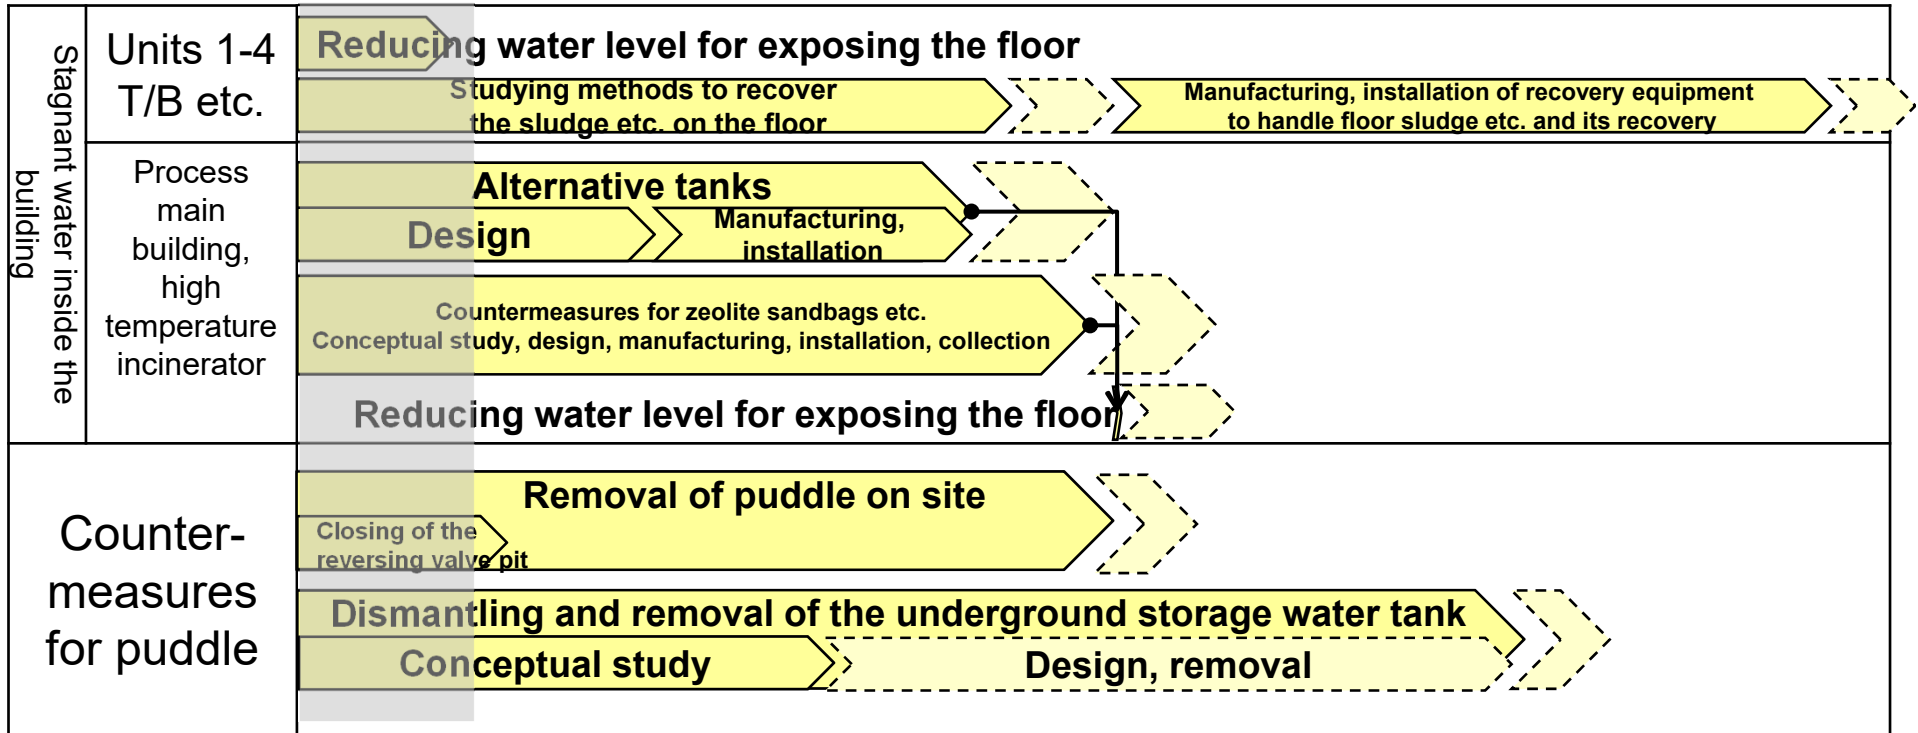 Stagnant water inside the
building
Units 1-4
T/B etc.
Reducing water level for exposing the floor
Studying methods to recover
the sludge etc. on the floor
Manufacturing, installation of recovery equipment
to handle floor sludge etc. and its recovery
Process
main
building,
high
temperature
incinerator
Alternative tanks
Design
Manufacturing,
installation
Countermeasures for zeolite sandbags etc.
Conceptual study, design, manufacturing, installation, collection
Reducing water level for exposing the floor
Counter-
measures
for puddle
Removal of puddle on site
Closing of the
reversing valve pit
Dismantling and removal of the underground storage water tank
Conceptual study
Design, removal